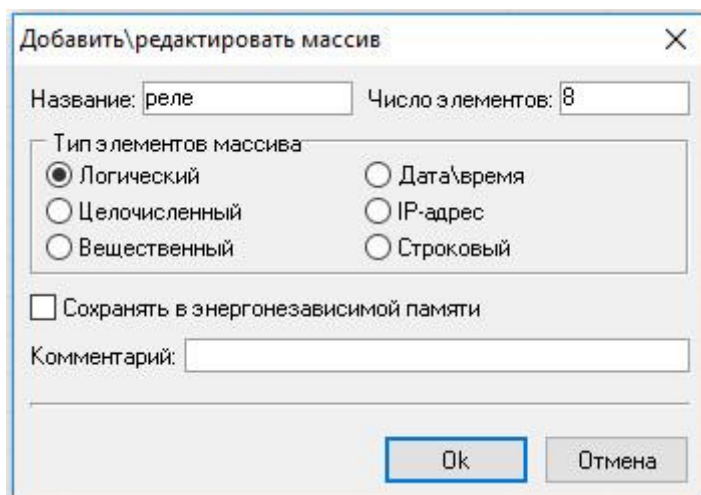 Добавить\редактировать массив
Название: реле Число элементов: 8
Тип элементов массива
Логический Дата\время
Целочисленный IP-адрес
Вещественный Строковый
Сохранять в энергонезависимой памяти
Комментарий:
Ok Отмена